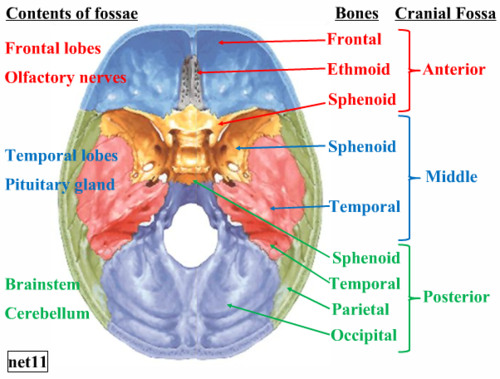 Contents of fossae Bones Cranial Fossa
Frontal lobes
Olfactory nerves
Frontal
Ethmoid
Sphenoid
Anterior
Temporal lobes
Pituitary gland
Sphenoid
Temporal
Middle
Brainstem
Cerebellum
Sphenoid
Temporal
Parietal
Occipital
Posterior
net11